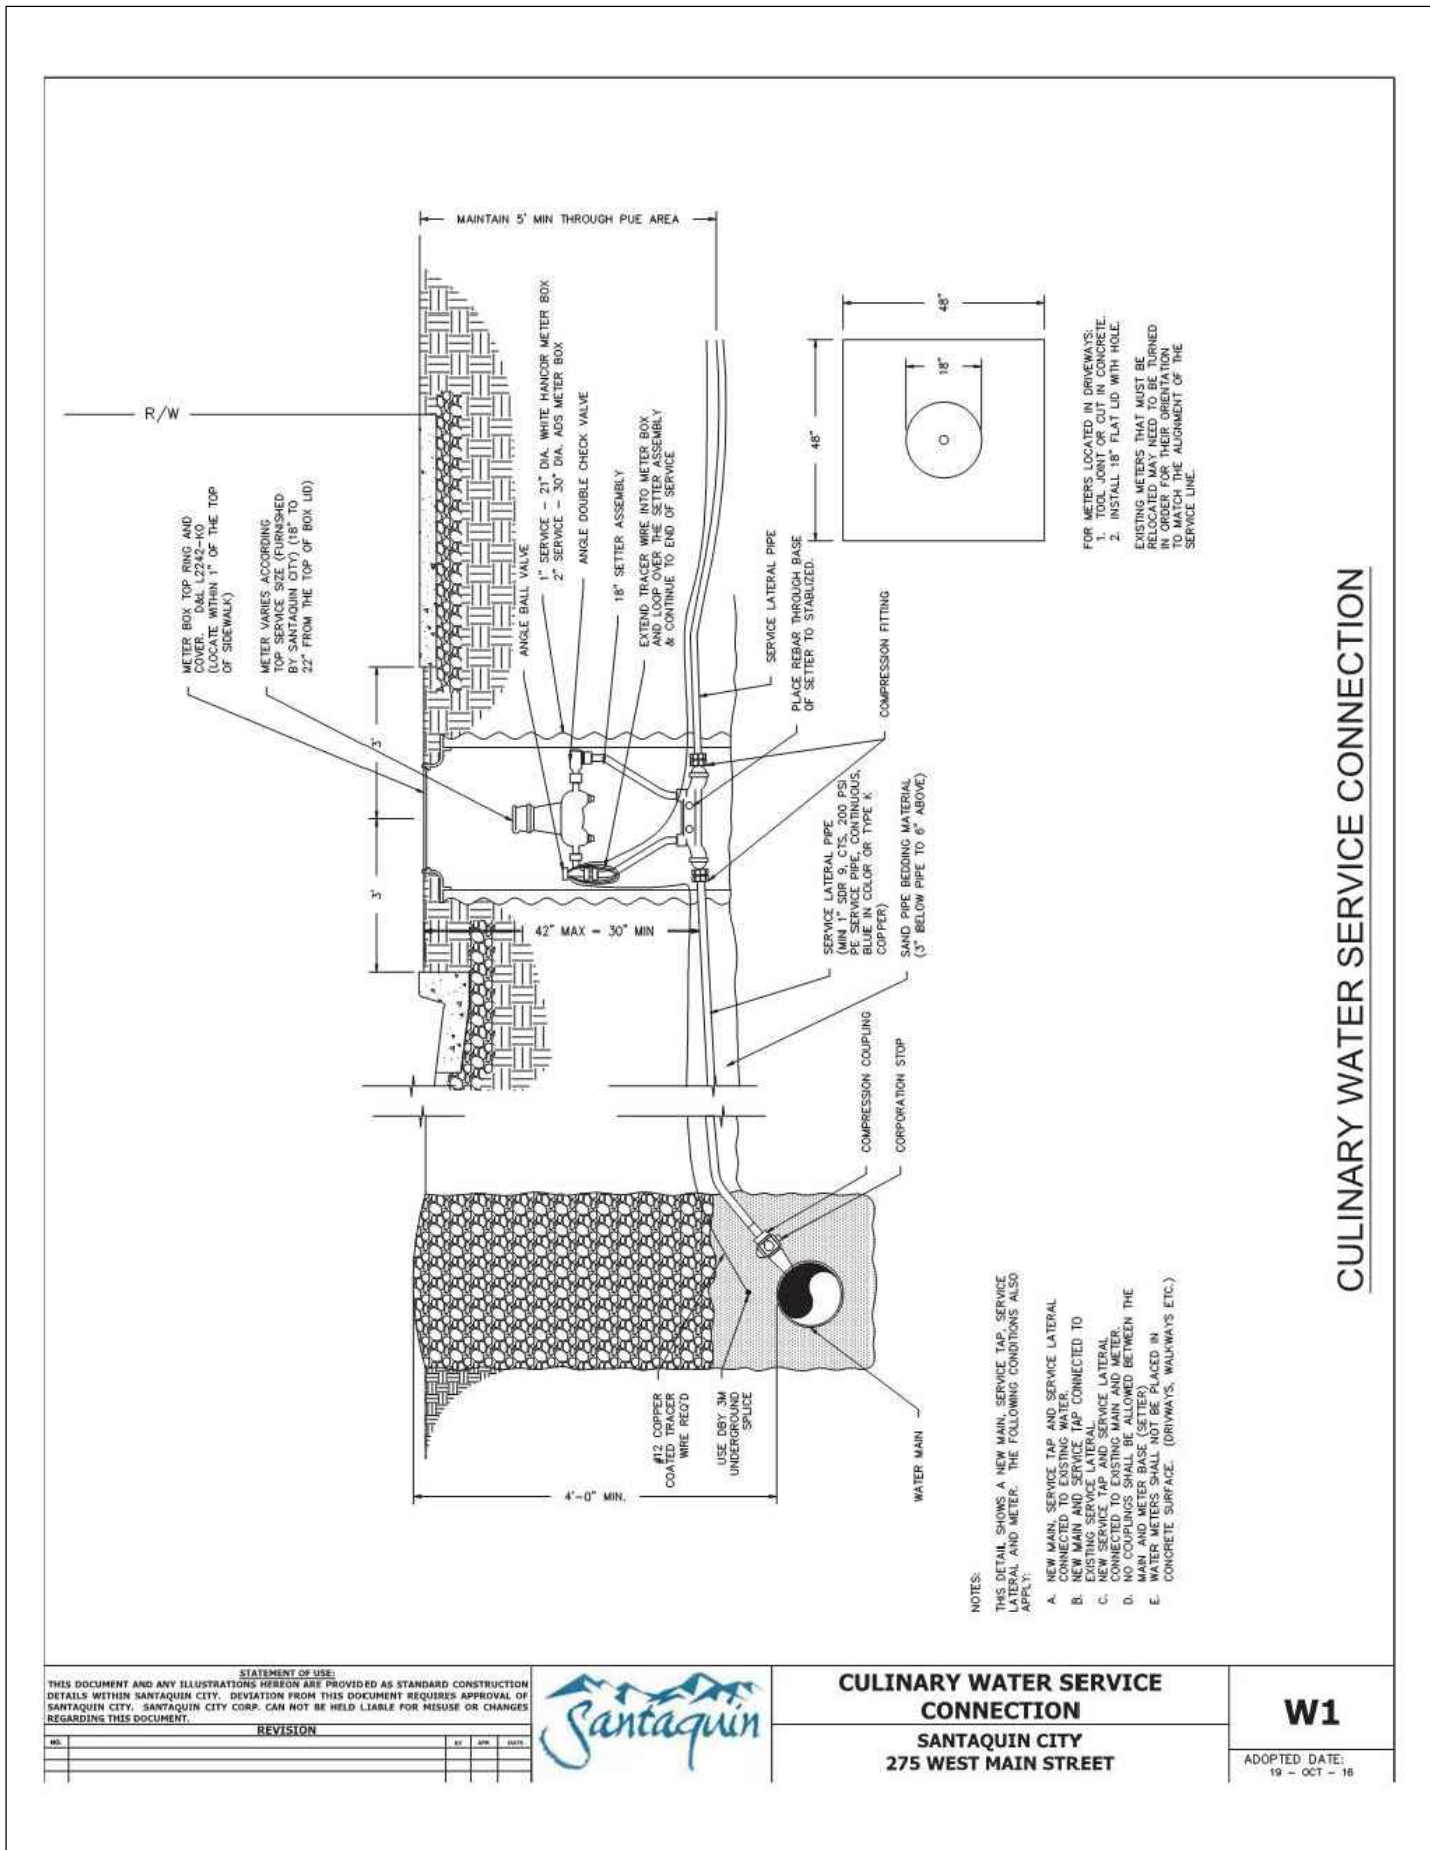 MAINTAIN 5' MIN THROUGH PUE AREA
R/W
METER BOX TOP RING AND
COVER.  D&L L2242-KO
(LOCATE WITHIN 1" OF THE TOP
OF SIDEWALK)
METER VARIES ACCORDING
TOP SERVICE SIZE (FURNISHED
BY SANTAQUIN CITY) (18" TO
22" FROM THE TOP OF BOX LID)
3'
3'
ANGLE BALL VALVE
1" SERVICE - 21" DIA. WHITE HANCOR METER BOX
2" SERVICE - 30" DIA. ADS METER BOX
ANGLE DOUBLE CHECK VALVE
18" SETTER ASSEMBLY
EXTEND TRACER WIRE INTO METER BOX
AND LOOP OVER THE SETTER ASSEMBLY
& CONTINUE TO END OF SERVICE
SERVICE LATERAL PIPE
PLACE REBAR THROUGH BASE
OF SETTER TO STABLIZED.
COMPRESSION FITTING
42" MAX - 30" MIN
SERVICE LATERAL PIPE
(MIN 1" SDR 9, CTS, 200 PSI
PE SERVICE PIPE, CONTINUOUS,
BLUE IN COLOR OR TYPE K
COPPER)
SAND PIPE BEDDING MATERIAL
(3" BELOW PIPE TO 6" ABOVE)
COMPRESSION COUPLING
CORPORATION STOP
#12 COPPER
COATED TRACER
WIRE REQ'D
USE DBY 3M
UNDERGROUND
SPLICE
4'-0" MIN.
WATER MAIN
48"
48"
18"
FOR METERS LOCATED IN DRIVEWAYS:
1. TOOL JOINT OR CUT IN CONCRETE.
2. INSTALL 18" FLAT LID WITH HOLE.
EXISTING METERS THAT MUST BE
RELOCATED MAY NEED TO BE TURNED
IN ORDER FOR THEIR ORIENTATION
TO MATCH THE ALIGNMENT OF THE
SERVICE LINE.
NOTES:
THIS DETAIL SHOWS A NEW MAIN, SERVICE TAP, SERVICE
LATERAL AND METER. THE FOLLOWING CONDITIONS ALSO
APPLY:
A. NEW MAIN, SERVICE TAP AND SERVICE LATERAL
CONNECTED TO EXISTING WATER.
B. NEW MAIN AND SERVICE TAP CONNECTED TO
EXISTING SERVICE LATERAL.
C. NEW SERVICE TAP AND SERVICE LATERAL
CONNECTED TO EXISTING MAIN AND METER.
D. NO COUPLINGS SHALL BE ALLOWED BETWEEN THE
MAIN AND METER BASE (SETTER)
E. WATER METERS SHALL NOT BE PLACED IN
CONCRETE SURFACE. (DRIVWAYS, WALKWAYS ETC.)
CULINARY WATER SERVICE CONNECTION
STATEMENT OF USE:
THIS DOCUMENT AND ANY ILLUSTRATIONS HEREON ARE PROVIDED AS STANDARD CONSTRUCTION
DETAILS WITHIN SANTAQUIN CITY. DEVIATION FROM THIS DOCUMENT REQUIRES APPROVAL OF
SANTAQUIN CITY. SANTAQUIN CITY CORP. CAN NOT BE HELD LIABLE FOR MISUSE OR CHANGES
REGARDING THIS DOCUMENT.
REVISION
NO. BY APR. DATE
Santaquin
CULINARY WATER SERVICE
CONNECTION
SANTAQUIN CITY
275 WEST MAIN STREET
W1
ADOPTED DATE:
19 - OCT - 16